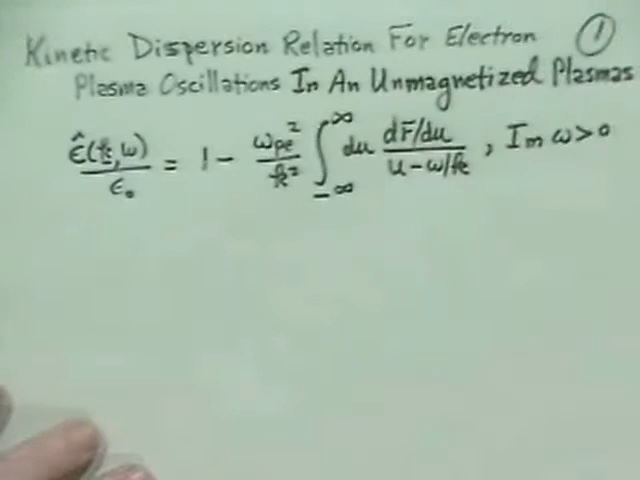 Kinetic Dispersion Relation For Electron ①
Plasma Oscillations In An Unmagnetized Plasmas
ε̂(k,ω)/ε₀ = 1 - ωpe²/k² ∫_{-∞}^{∞} du (dF/du)/(u - ω/k) , Im ω > 0